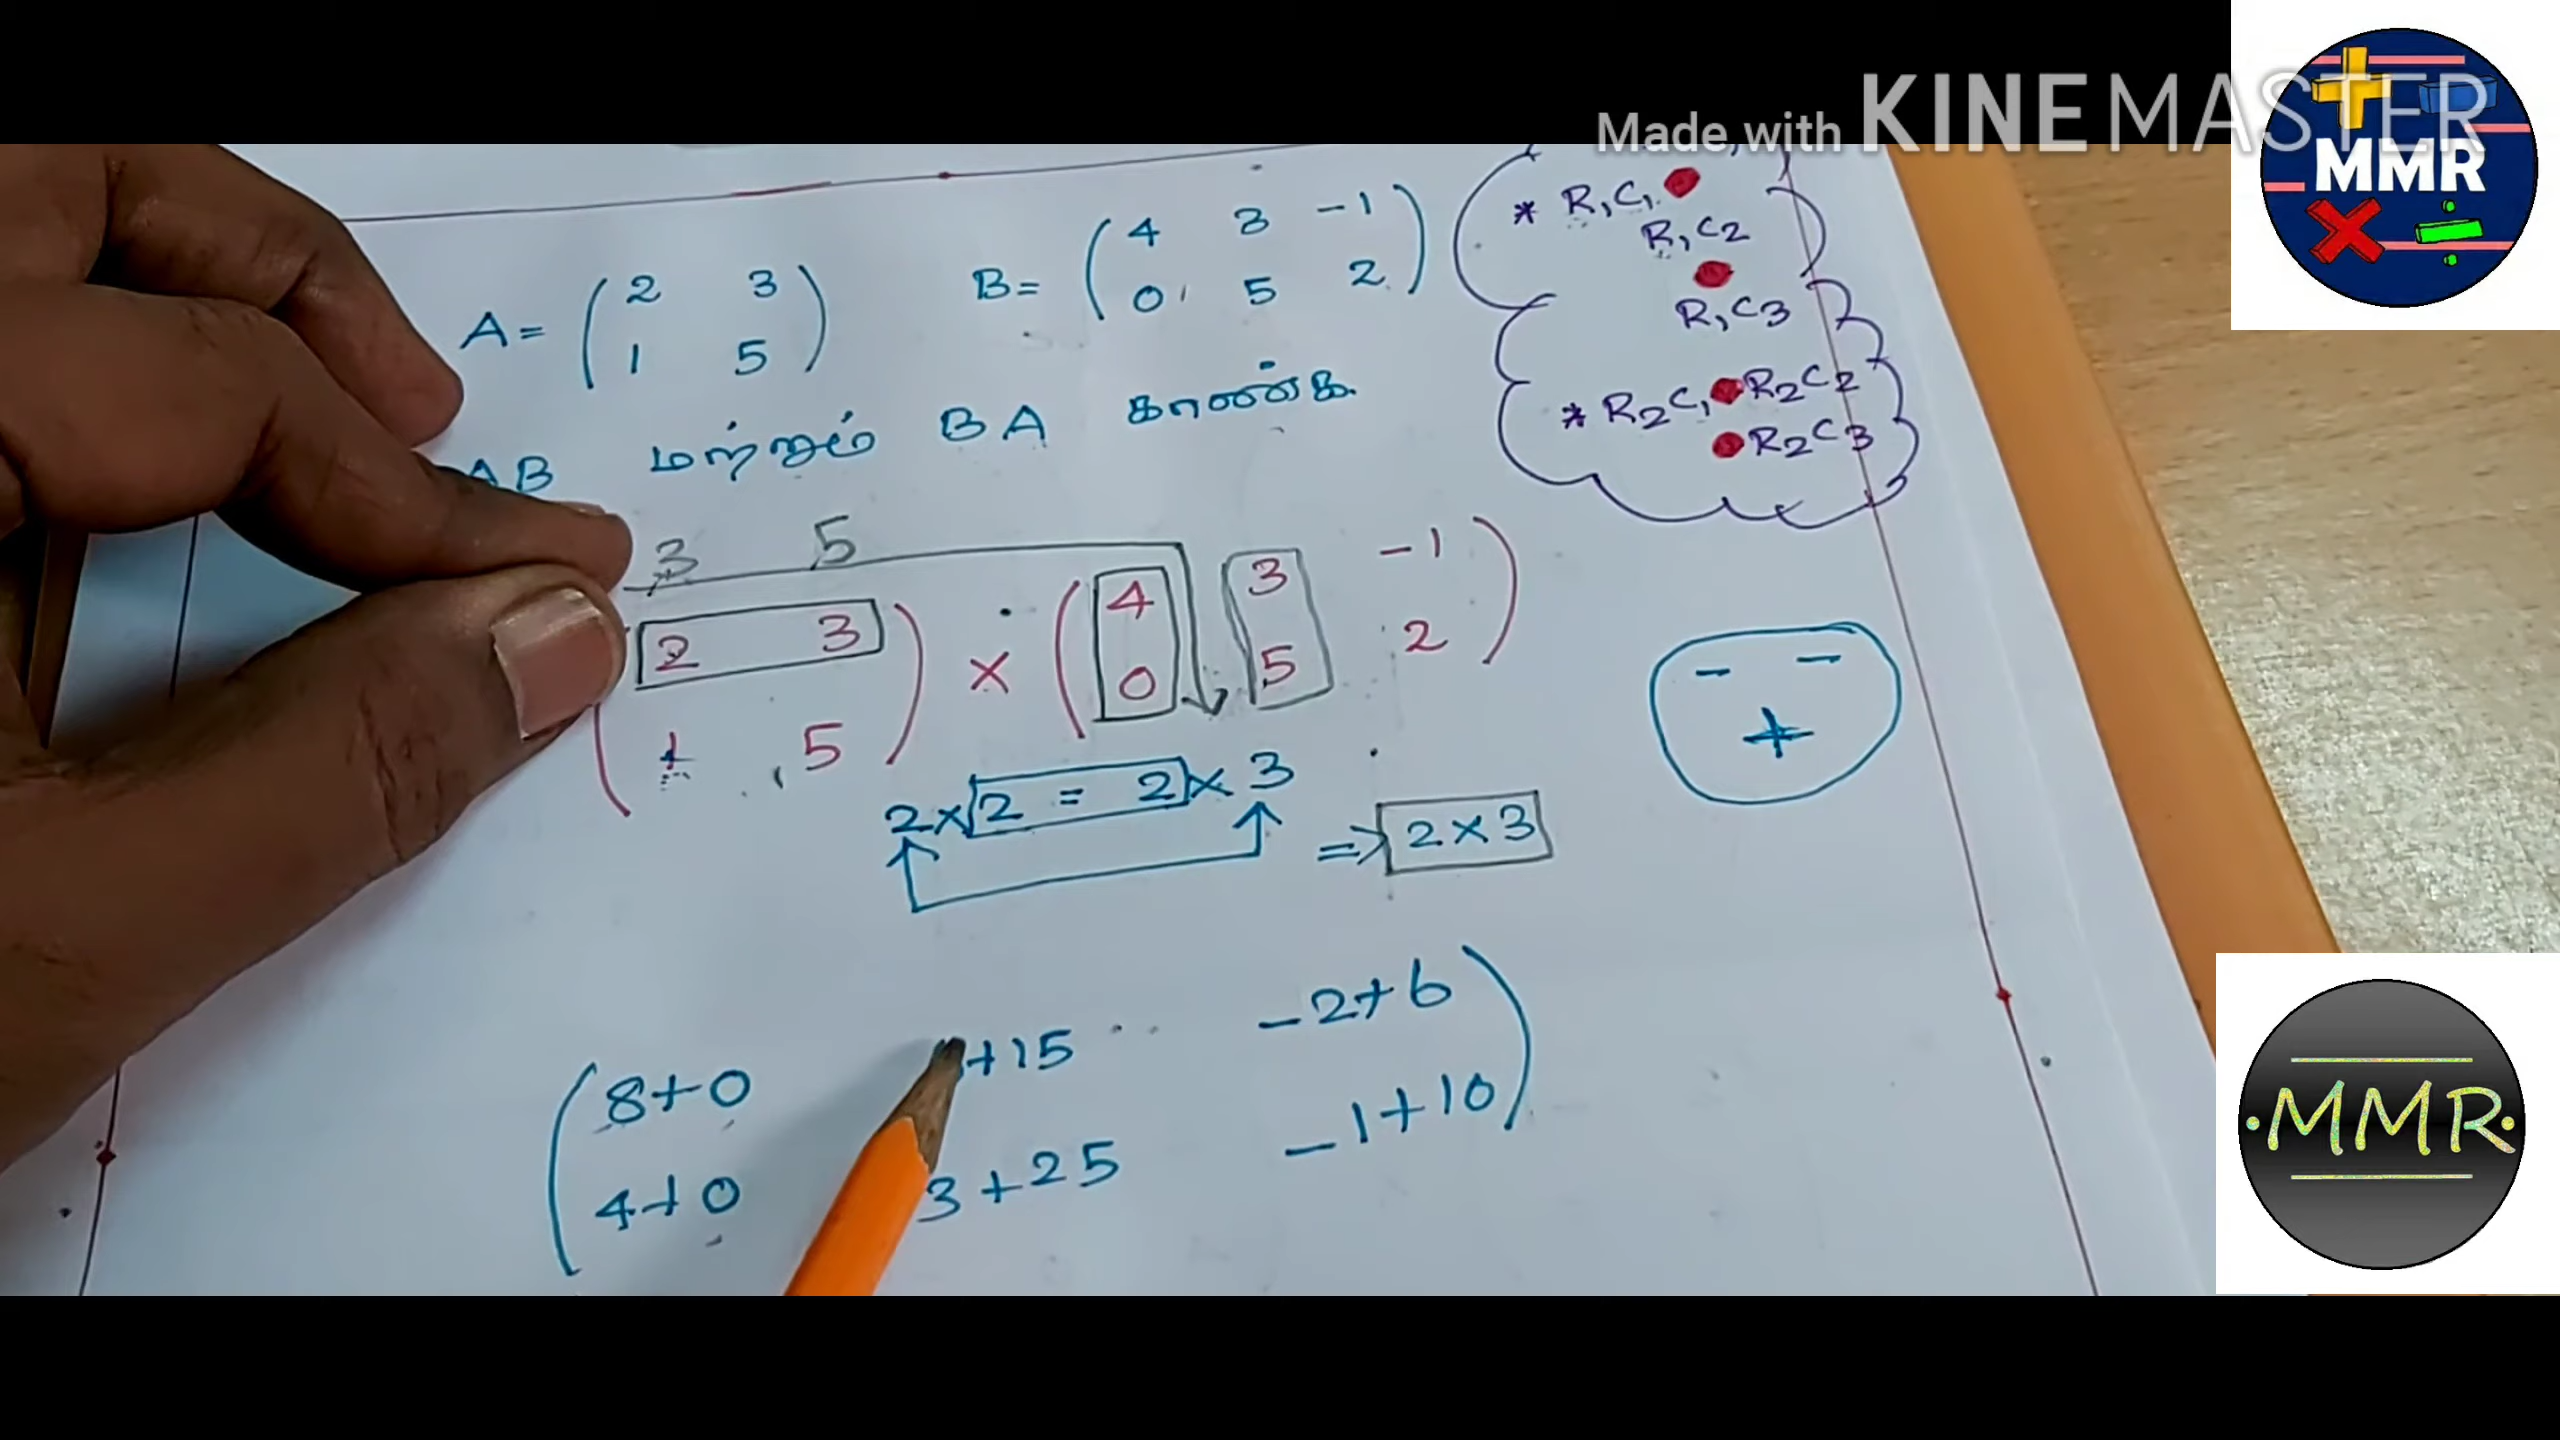 Made with KINEMASTER
MMR
A = ( 2 3
1 5 )
B = ( 4 3 -1
0 5 2 )
* R1C1
R1C2
R1C3
* R2C1 R2C2
R2C3
AB மற்றும் BA காண்க.
3 5
( 2 3
1 5 ) × ( 4 3 -1
0 5 2 )
- -
+
2×2 = 2×3
=> 2×3
( 8+0 +15 -2+6
4+0 3+25 -1+10 )
MMR